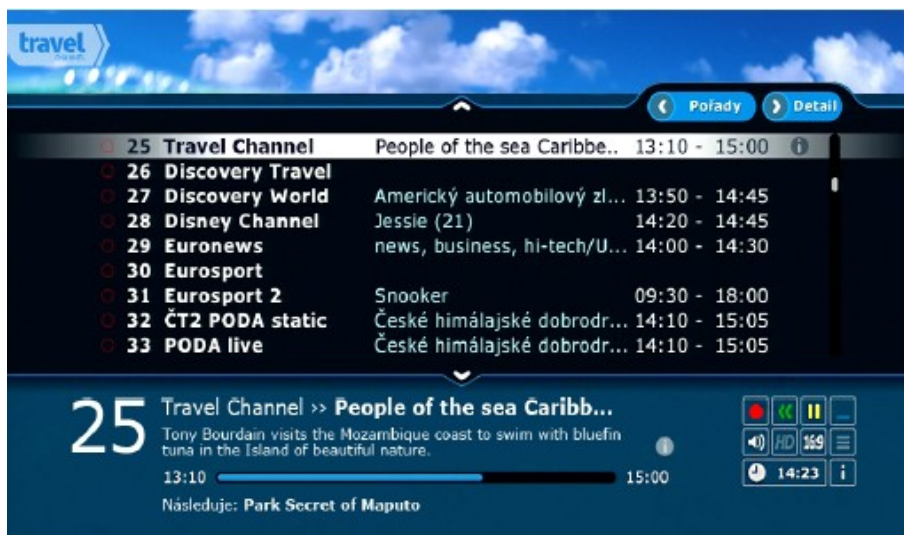 travel
Pořady Detail
25 Travel Channel People of the sea Caribbe.. 13:10 - 15:00 i
26 Discovery Travel
27 Discovery World Americký automobilový zl... 13:50 - 14:45
28 Disney Channel Jessie (21) 14:20 - 14:45
29 Euronews news, business, hi-tech/U... 14:00 - 14:30
30 Eurosport
31 Eurosport 2 Snooker 09:30 - 18:00
32 ČT2 PODA static České himálajské dobrodr... 14:10 - 15:05
33 PODA live České himálajské dobrodr... 14:10 - 15:05
25
Travel Channel >> People of the sea Caribb...
Tony Bourdain visits the Mozambique coast to swim with bluefin
tuna in the Island of beautiful nature.
13:10 15:00
Následuje: Park Secret of Maputo
HD 169
14:23 i